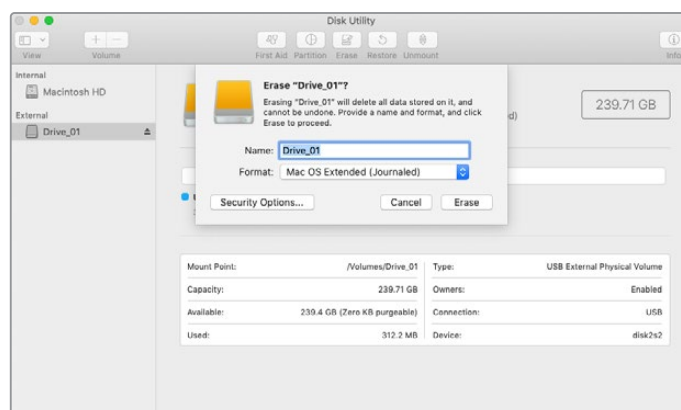 Disk Utility
View
Volume
First Aid
Partition
Erase
Restore
Unmount
Info
Internal
Macintosh HD
External
Drive_01
Erase "Drive_01"?
Erasing "Drive_01" will delete all data stored on it, and
cannot be undone. Provide a name and format, and click
Erase to proceed.
Name: Drive_01
Format: Mac OS Extended (Journaled)
Security Options...
Cancel
Erase
239.71 GB
Mount Point: /Volumes/Drive_01
Type: USB External Physical Volume
Capacity: 239.71 GB
Owners: Enabled
Available: 239.4 GB (Zero KB purgeable)
Connection: USB
Used: 312.2 MB
Device: disk2s2